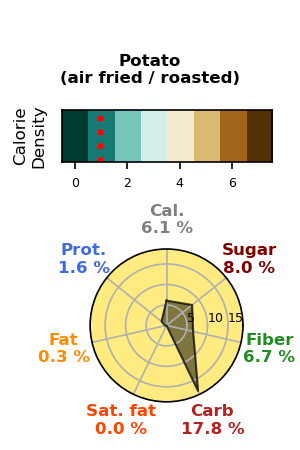 Potato
(air fried / roasted)
Calorie
Density
0 2 4 6
Cal.
6.1 %
Prot.
1.6 %
Sugar
8.0 %
5 10 15
Fat
0.3 %
Fiber
6.7 %
Sat. fat
0.0 %
Carb
17.8 %